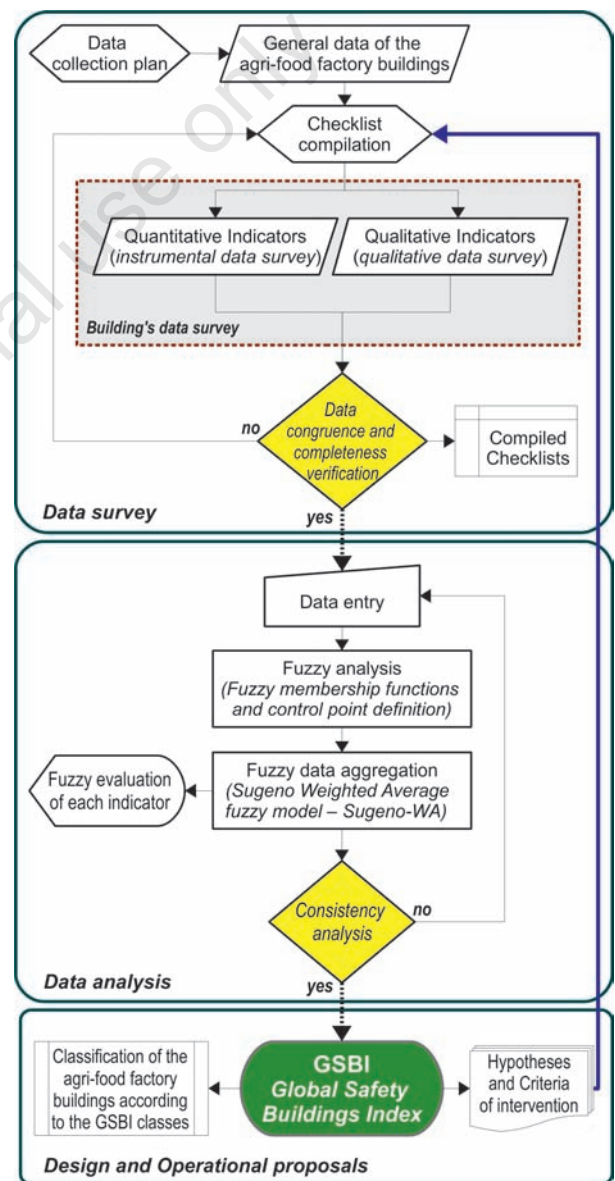 Data
collection plan
General data of the
agri-food factory buildings
Checklist
compilation
Quantitative Indicators
(instrumental data survey)
Qualitative Indicators
(qualitative data survey)
Building's data survey
no
Data
congruence and
completeness
verification
Compiled
Checklists
Data survey
yes
Data entry
Fuzzy analysis
(Fuzzy membership functions
and control point definition)
Fuzzy evaluation
of each indicator
Fuzzy data aggregation
(Sugeno Weighted Average
fuzzy model – Sugeno-WA)
Consistency
analysis
no
Data analysis
yes
Classification of the
agri-food factory
buildings according
to the GSBI classes
GSBI
Global Safety
Buildings Index
Hypotheses
and Criteria
of intervention
Design and Operational proposals
use only